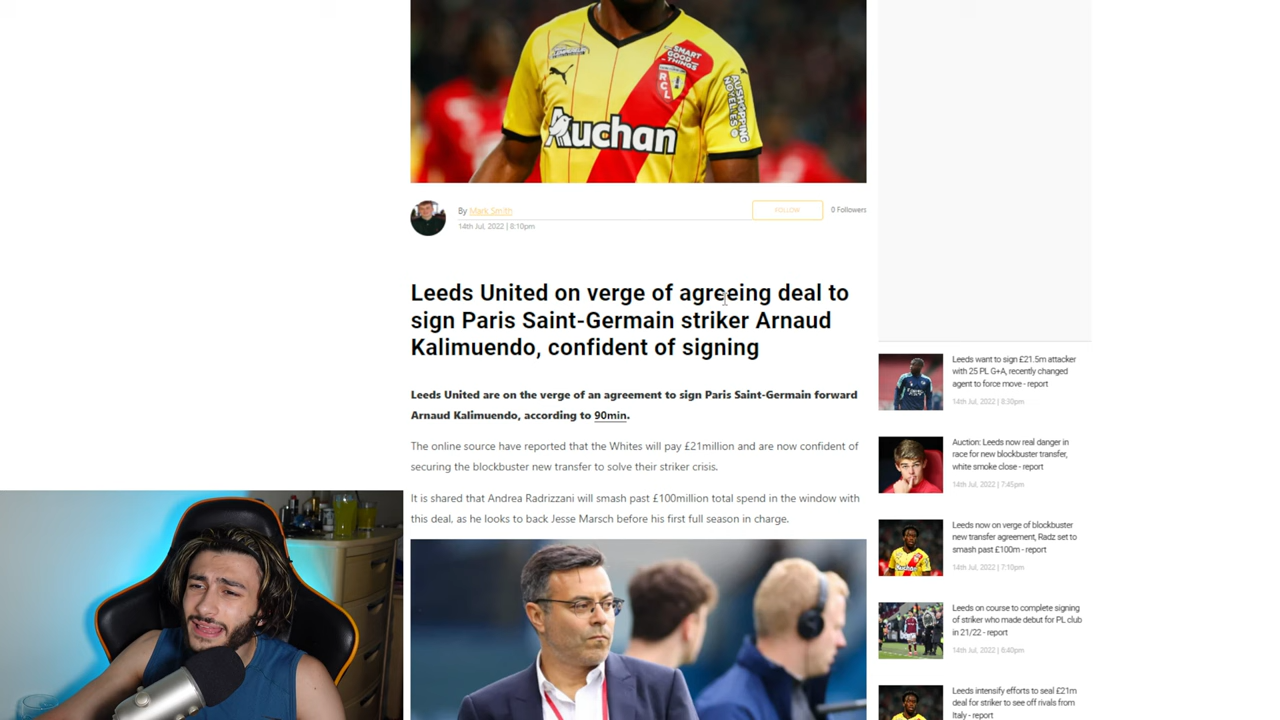 SMART
GOOD
THINGS
RCL
AUSHOPPING
NOYELLES
Auchan
By Mark Smith
FOLLOW
0 Followers
14th Jul, 2022 | 8:10pm
Leeds United on verge of agreeing deal to
sign Paris Saint-Germain striker Arnaud
Kalimuendo, confident of signing
Leeds United are on the verge of an agreement to sign Paris Saint-Germain forward
Arnaud Kalimuendo, according to 90min.
The online source have reported that the Whites will pay £21million and are now confident of
securing the blockbuster new transfer to solve their striker crisis.
It is shared that Andrea Radrizzani will smash past £100million total spend in the window with
this deal, as he looks to back Jesse Marsch before his first full season in charge.
Leeds want to sign £21.5m attacker
with 25 PL G+A, recently changed
agent to force move - report
14th Jul, 2022 | 8:30pm
Auction: Leeds now real danger in
race for new blockbuster transfer,
white smoke close - report
14th Jul, 2022 | 7:45pm
Leeds now on verge of blockbuster
new transfer agreement, Radz set to
smash past £100m - report
14th Jul, 2022 | 7:10pm
Leeds on course to complete signing
of striker who made debut for PL club
in 21/22 - report
14th Jul, 2022 | 6:40pm
Leeds intensify efforts to seal £21m
deal for striker to see off rivals from
Italy - report